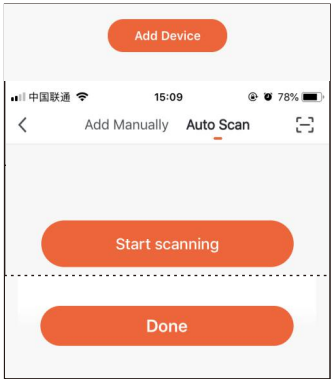 Add Device
中国联通 15:09 78%
Add Manually Auto Scan
Start scanning
Done